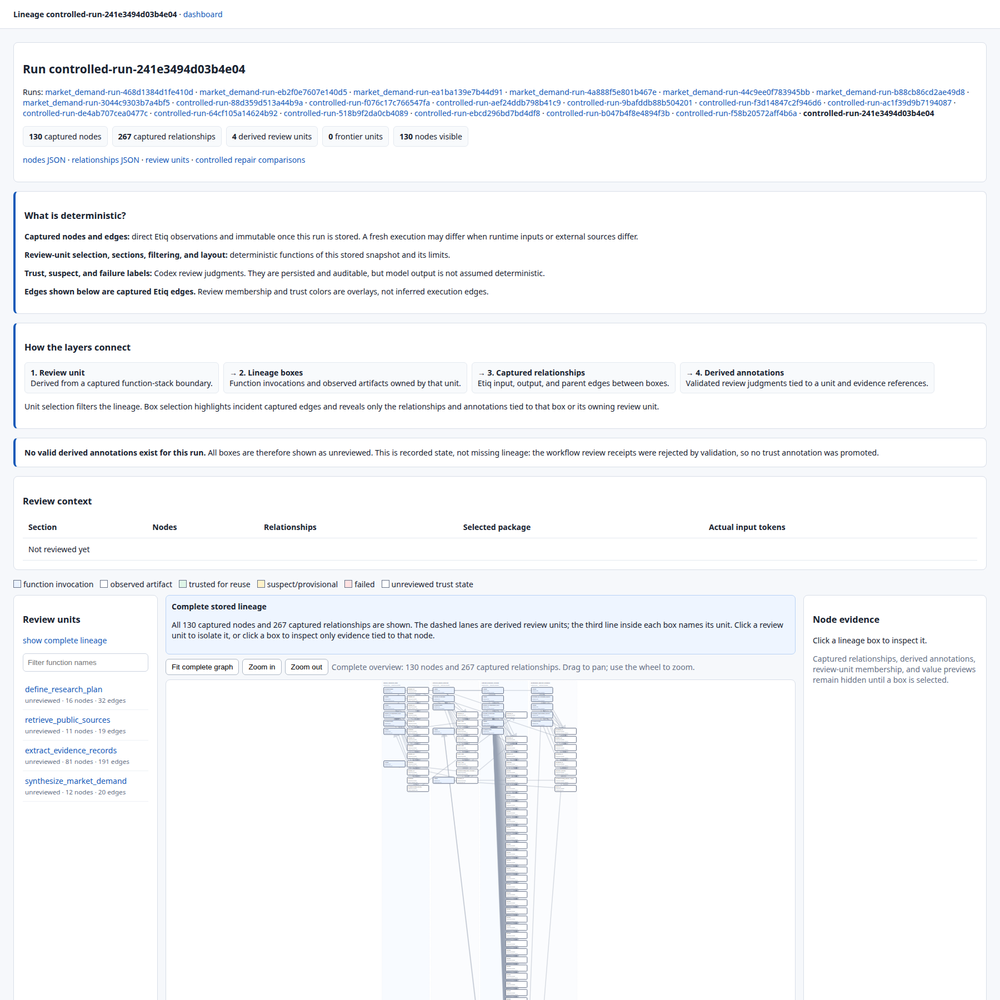 Lineage controlled-run-241e3494d03b4e04 · dashboard
Run controlled-run-241e3494d03b4e04
Runs: market_demand-run-468d1384d1fe410d · market_demand-run-eb2f0e7607e140d5 · market_demand-run-ea1ba139e7b44d91 · market_demand-run-4a888f5e801b467e · market_demand-run-44c9ee0f783945bb · market_demand-run-b88cb86cd2ae49d8 ·
market_demand-run-3044c9303b7a4bf5 · controlled-run-88d359d513a44b9a · controlled-run-f076c17c766547fa · controlled-run-aef24ddb798b41c9 · controlled-run-9bafddb88b504201 · controlled-run-f3d14847c2f946d6 · controlled-run-ac1f39d9b7194087 ·
controlled-run-de4ab707cea0477c · controlled-run-64cf105a14624b92 · controlled-run-518b9f2da0cb4089 · controlled-run-ebcd296bd7bd4df8 · controlled-run-b047b4f8e4894f3b · controlled-run-f58b20572aff4b6a · controlled-run-241e3494d03b4e04
130 captured nodes 267 captured relationships 4 derived review units 0 frontier units 130 nodes visible
nodes JSON · relationships JSON · review units · controlled repair comparisons
What is deterministic?
Captured nodes and edges: direct Etiq observations and immutable once this run is stored. A fresh execution may differ when runtime inputs or external sources differ.
Review-unit selection, sections, filtering, and layout: deterministic functions of this stored snapshot and its limits.
Trust, suspect, and failure labels: Codex review judgments. They are persisted and auditable, but model output is not assumed deterministic.
Edges shown below are captured Etiq edges. Review membership and trust colors are overlays, not inferred execution edges.
How the layers connect
1. Review unit
Derived from a captured function-stack boundary.
→ 2. Lineage boxes
Function invocations and observed artifacts owned by that unit.
→ 3. Captured relationships
Etiq input, output, and parent edges between boxes.
→ 4. Derived annotations
Validated review judgments tied to a unit and evidence references.
Unit selection filters the lineage. Box selection highlights incident captured edges and reveals only the relationships and annotations tied to that box or its owning review unit.
No valid derived annotations exist for this run. All boxes are therefore shown as unreviewed. This is recorded state, not missing lineage: the workflow review receipts were rejected by validation, so no trust annotation was promoted.
Review context
Section Nodes Relationships Selected package Actual input tokens
Not reviewed yet
function invocation observed artifact trusted for reuse suspect/provisional failed unreviewed trust state
Review units
show complete lineage
Filter function names
define_research_plan
unreviewed · 16 nodes · 32 edges
retrieve_public_sources
unreviewed · 11 nodes · 19 edges
extract_evidence_records
unreviewed · 81 nodes · 191 edges
synthesize_market_demand
unreviewed · 12 nodes · 20 edges
Complete stored lineage
All 130 captured nodes and 267 captured relationships are shown. The dashed lanes are derived review units; the third line inside each box names its unit. Click a review
unit to isolate it, or click a box to inspect only evidence tied to that node.
Fit complete graph Zoom in Zoom out Complete overview: 130 nodes and 267 captured relationships. Drag to pan; use the wheel to zoom.
Node evidence
Click a lineage box to inspect it.
Captured relationships, derived annotations,
review-unit membership, and value previews
remain hidden until a box is selected.